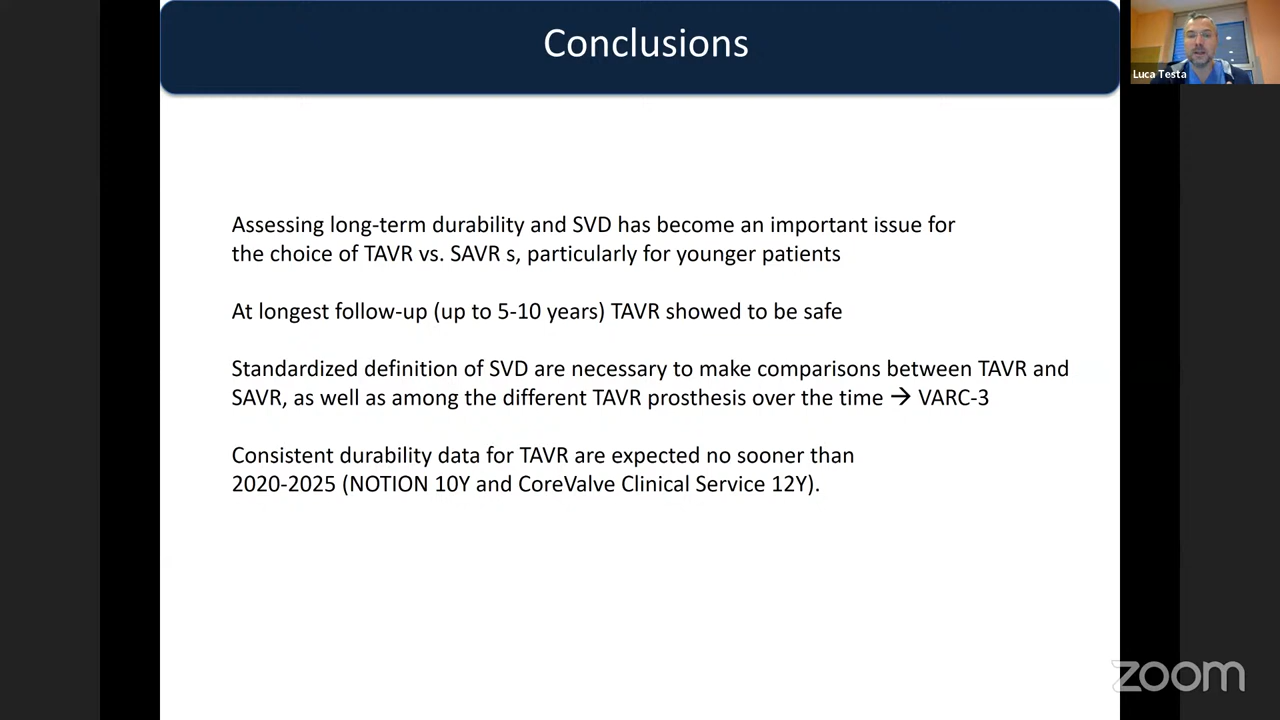 Conclusions
Luca Testa
Assessing long-term durability and SVD has become an important issue for
the choice of TAVR vs. SAVR s, particularly for younger patients
At longest follow-up (up to 5-10 years) TAVR showed to be safe
Standardized definition of SVD are necessary to make comparisons between TAVR and
SAVR, as well as among the different TAVR prosthesis over the time → VARC-3
Consistent durability data for TAVR are expected no sooner than
2020-2025 (NOTION 10Y and CoreValve Clinical Service 12Y).
zoom